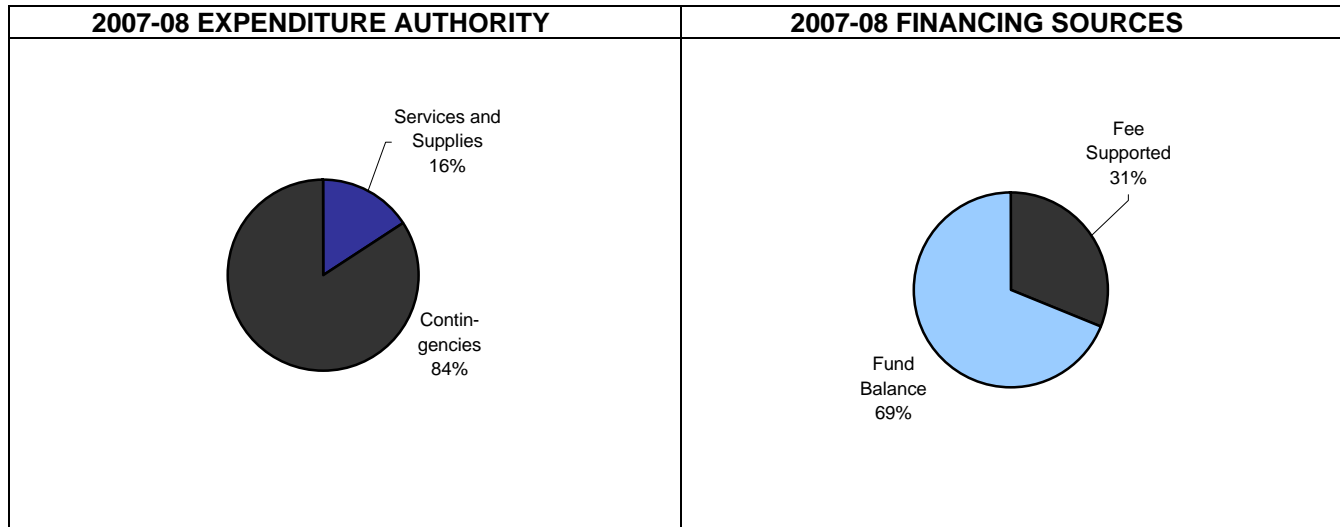 2007-08 EXPENDITURE AUTHORITY
Services and
Supplies
16%
Contin-
gencies
84%
2007-08 FINANCING SOURCES
Fee
Supported
31%
Fund
Balance
69%